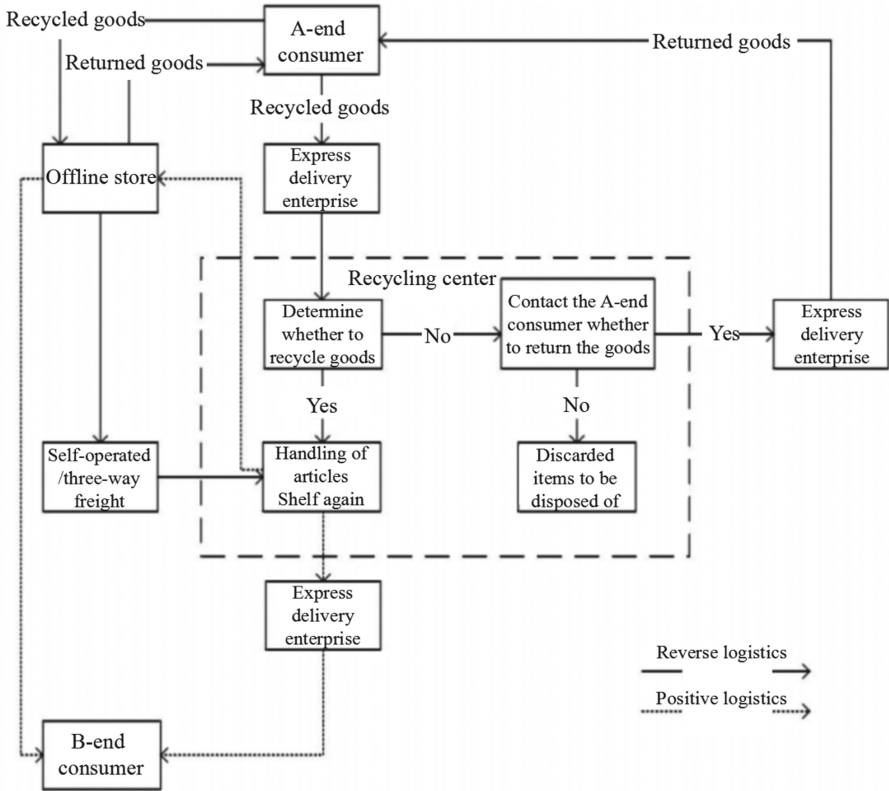 Recycled goods
A-end
consumer
Returned goods
Returned goods
Recycled goods
Offline store
Express
delivery
enterprise
Recycling center
Determine
whether to
recycle goods
No
Contact the A-end
consumer whether
to return the goods
Yes
Express
delivery
enterprise
Yes
No
Self-operated
/three-way
freight
Handling of
articles
Shelf again
Discarded
items to be
disposed of
Express
delivery
enterprise
Reverse logistics
Positive logistics
B-end
consumer